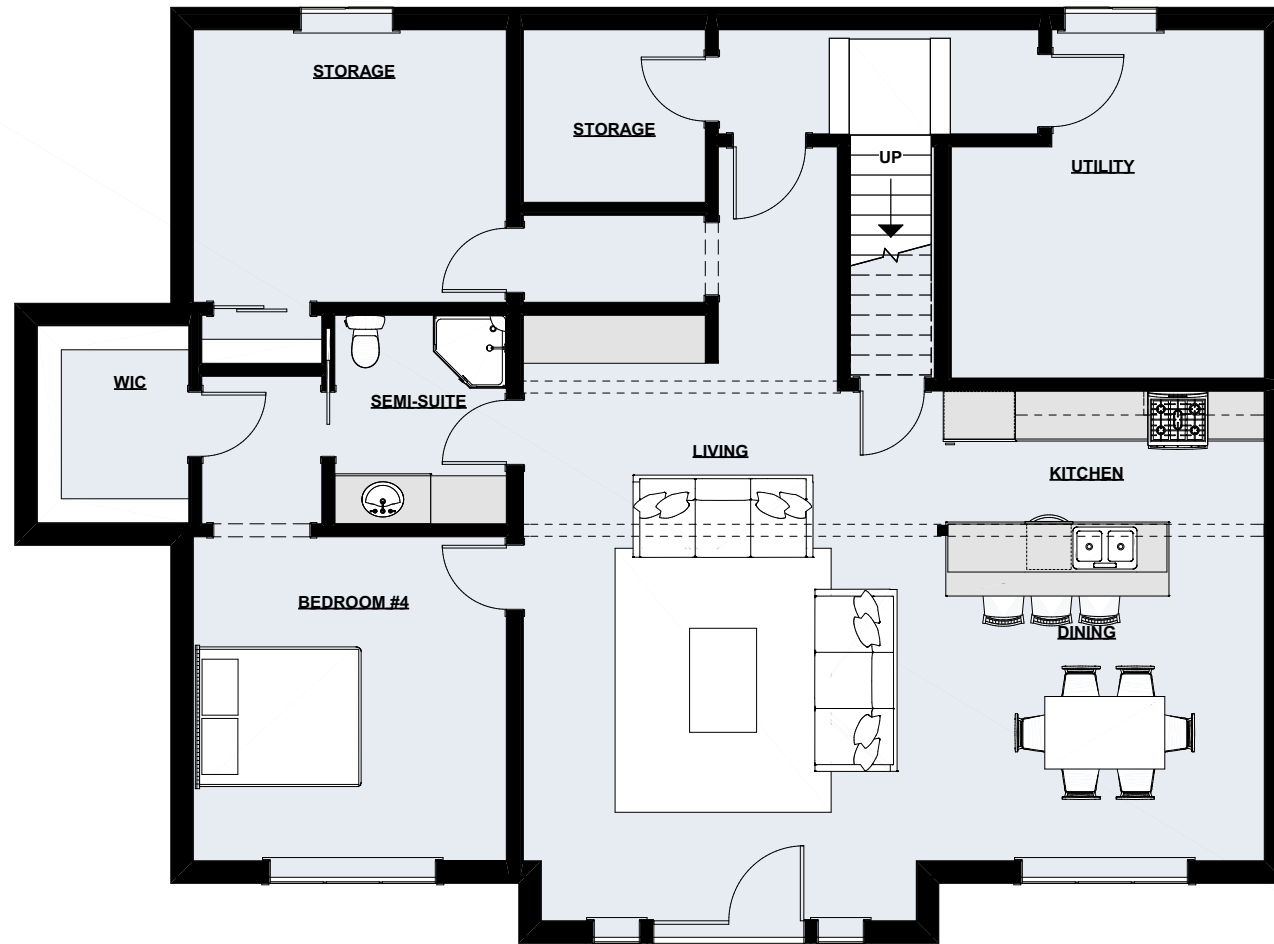 STORAGE
STORAGE
UP
UTILITY
WIC
SEMI-SUITE
LIVING
KITCHEN
BEDROOM #4
DINING